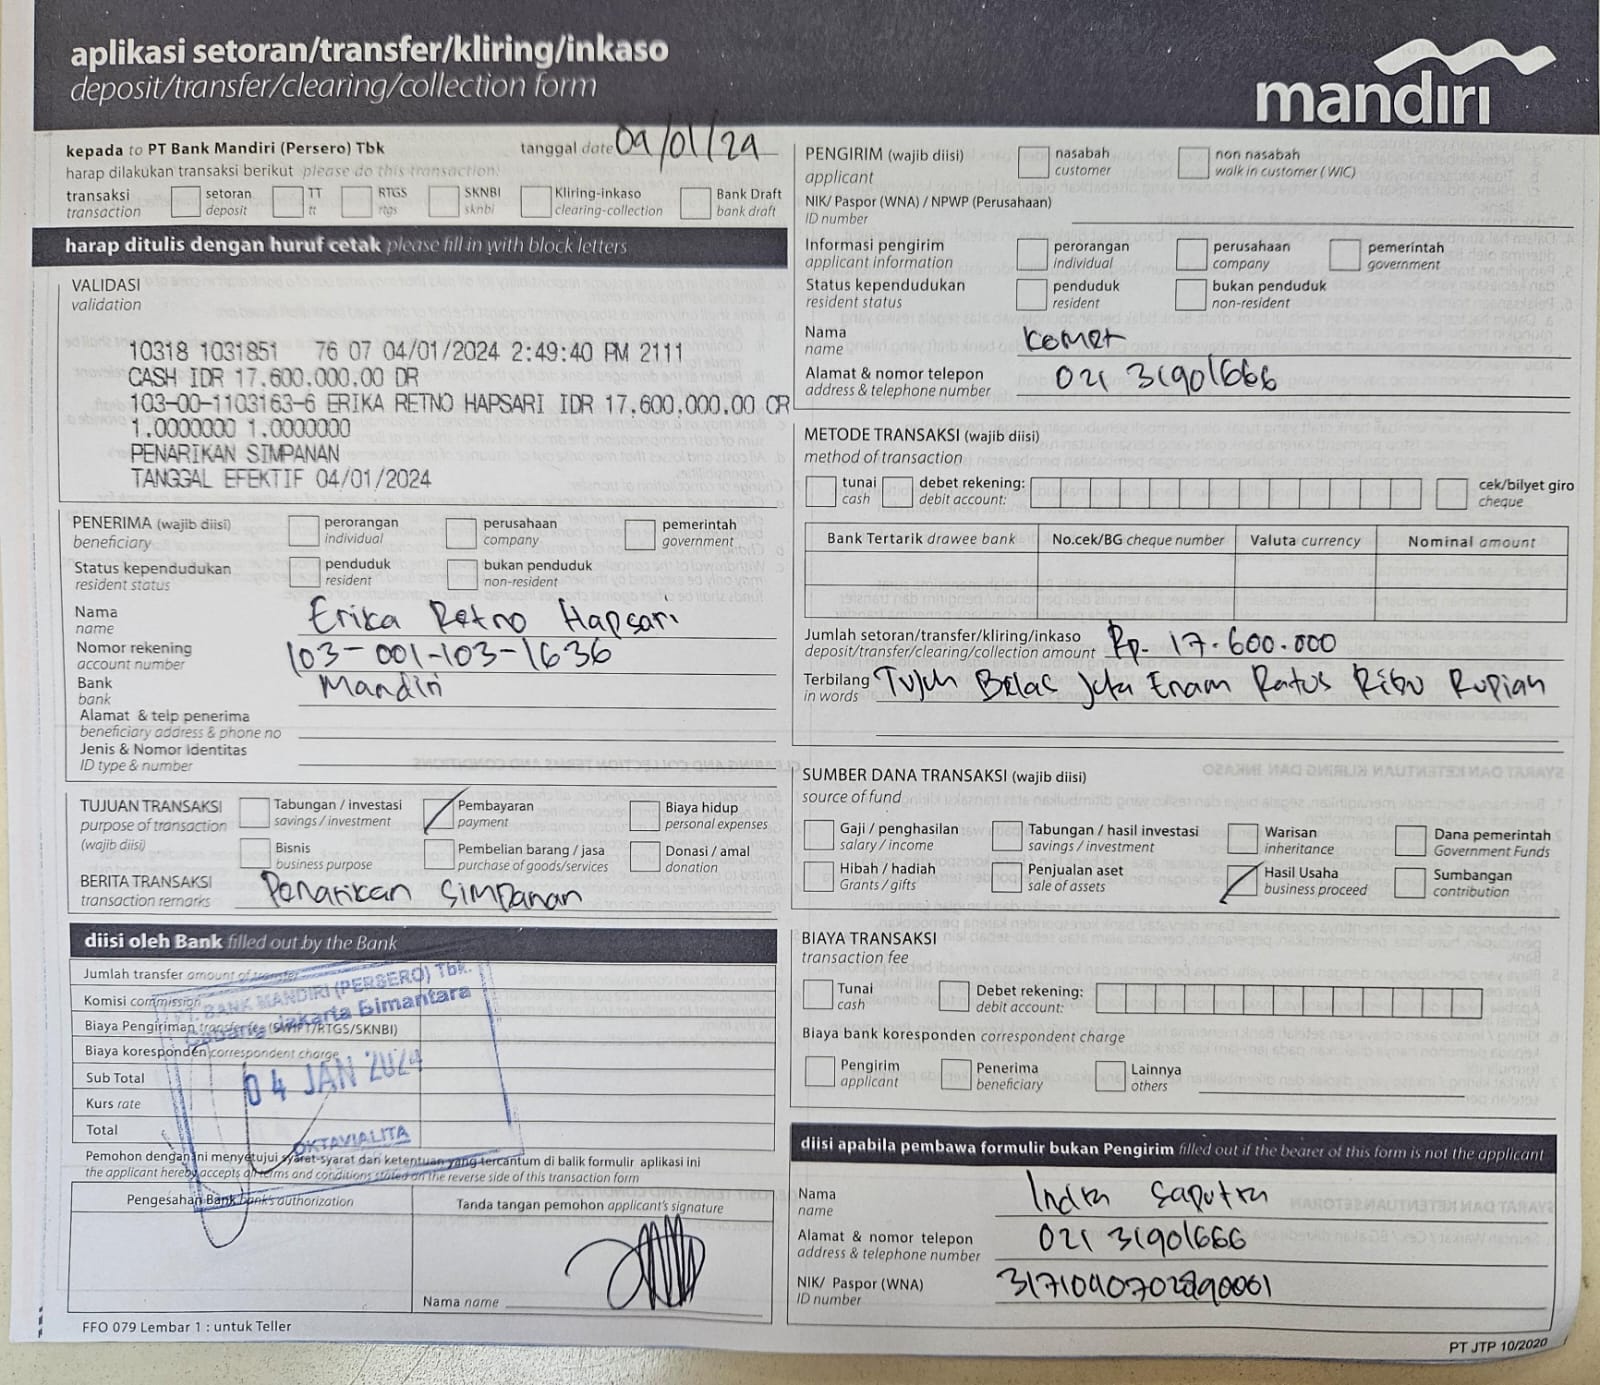 aplikasi setoran/transfer/kliring/inkaso
deposit/transfer/clearing/collection form
mandırı
kepada to PT Bank Mandiri (Persero) Tbk
tanggal date 04/01/24
harap dilakukan transaksi berikut please do this transaction:
transaksi setoran TT RTGS SKNBI Kliring-inkaso Bank Draft
transaction deposit tt rtgs sknbi clearing-collection bank draft
harap ditulis dengan huruf cetak please fill in with block letters
VALIDASI
validation
10318 1031851 76 07 04/01/2024 2:49:40 PM 2111
CASH IDR 17.600.000.00 DR
103-00-1103163-6 ERIKA RETNO HAPSARI IDR 17.600.000.00 CR
1.0000000 1.0000000
PENARIKAN SIMPANAN
TANGGAL EFEKTIF 04/01/2024
PENERIMA (wajib diisi) perorangan perusahaan pemerintah
beneficiary individual company government
Status kependudukan penduduk bukan penduduk
resident status resident non-resident
Nama Erika Retno Hapsari
name
Nomor rekening 103-001-103-1636
account number
Bank Mandiri
bank
Alamat & telp penerima
beneficiary address & phone no
Jenis & Nomor Identitas
ID type & number
TUJUAN TRANSAKSI Tabungan / investasi Pembayaran Biaya hidup
purpose of transaction savings / investment payment personal expenses
(wajib diisi) Bisnis Pembelian barang / jasa Donasi / amal
business purpose purchase of goods/services donation
BERITA TRANSAKSI Penarikan Simpanan
transaction remarks
diisi oleh Bank filled out by the Bank
Jumlah transfer amount of transfer
Komisi commission
Biaya Pengiriman transfer fee (SWIFT/RTGS/SKNBI)
Biaya koresponden correspondent charge
Sub Total
Kurs rate
Total
PT. BANK MANDIRI (PERSERO) Tbk.
Cabang Jakarta Bimantara
04 JAN 2024
OKTAVIALITA
Pemohon dengan ini menyetujui syarat-syarat dan ketentuan yang tercantum di balik formulir aplikasi ini
the applicant hereby accepts all terms and conditions stated on the reverse side of this transaction form
Pengesahan Bank bank's authorization
Tanda tangan pemohon applicant's signature
Nama name
FFO 079 Lembar 1 : untuk Teller
PENGIRIM (wajib diisi) nasabah non nasabah
applicant customer walk in customer (WIC)
NIK/ Paspor (WNA) / NPWP (Perusahaan)
ID number
Informasi pengirim perorangan perusahaan pemerintah
applicant information individual company government
Status kependudukan penduduk bukan penduduk
resident status resident non-resident
Nama Komet
name
Alamat & nomor telepon 021 31901666
address & telephone number
METODE TRANSAKSI (wajib diisi)
method of transaction
tunai debet rekening: cek/bilyet giro
cash debit account: cheque
Bank Tertarik drawee bank No.cek/BG cheque number Valuta currency Nominal amount
Jumlah setoran/transfer/kliring/inkaso Rp. 17.600.000
deposit/transfer/clearing/collection amount
Terbilang Tujuh Belas Juta Enam Ratus Ribu Rupiah
in words
SUMBER DANA TRANSAKSI (wajib diisi)
source of fund
Gaji / penghasilan Tabungan / hasil investasi Warisan Dana pemerintah
salary / income savings / investment inheritance Government Funds
Hibah / hadiah Penjualan aset Hasil Usaha Sumbangan
Grants / gifts sale of assets business proceed contribution
BIAYA TRANSAKSI
transaction fee
Tunai Debet rekening:
cash debit account:
Biaya bank koresponden correspondent charge
Pengirim Penerima Lainnya
applicant beneficiary others
diisi apabila pembawa formulir bukan Pengirim filled out if the bearer of this form is not the applicant
Nama Indra Saputra
name
Alamat & nomor telepon 021 31901666
address & telephone number
NIK/ Paspor (WNA)
ID number
PT JTP 10/2020